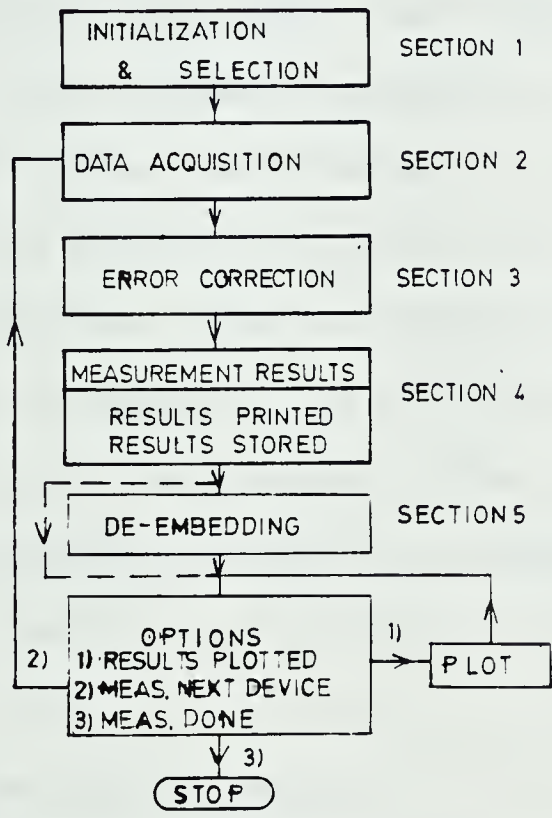 INITIALIZATION
& SELECTION
SECTION 1
DATA ACQUISITION
SECTION 2
ERROR CORRECTION
SECTION 3
MEASUREMENT RESULTS
RESULTS PRINTED
RESULTS STORED
SECTION 4
DE-EMBEDDING
SECTION 5
OPTIONS
1) RESULTS PLOTTED
2) MEAS. NEXT DEVICE
3) MEAS. DONE
2)
1)
PLOT
3)
STOP